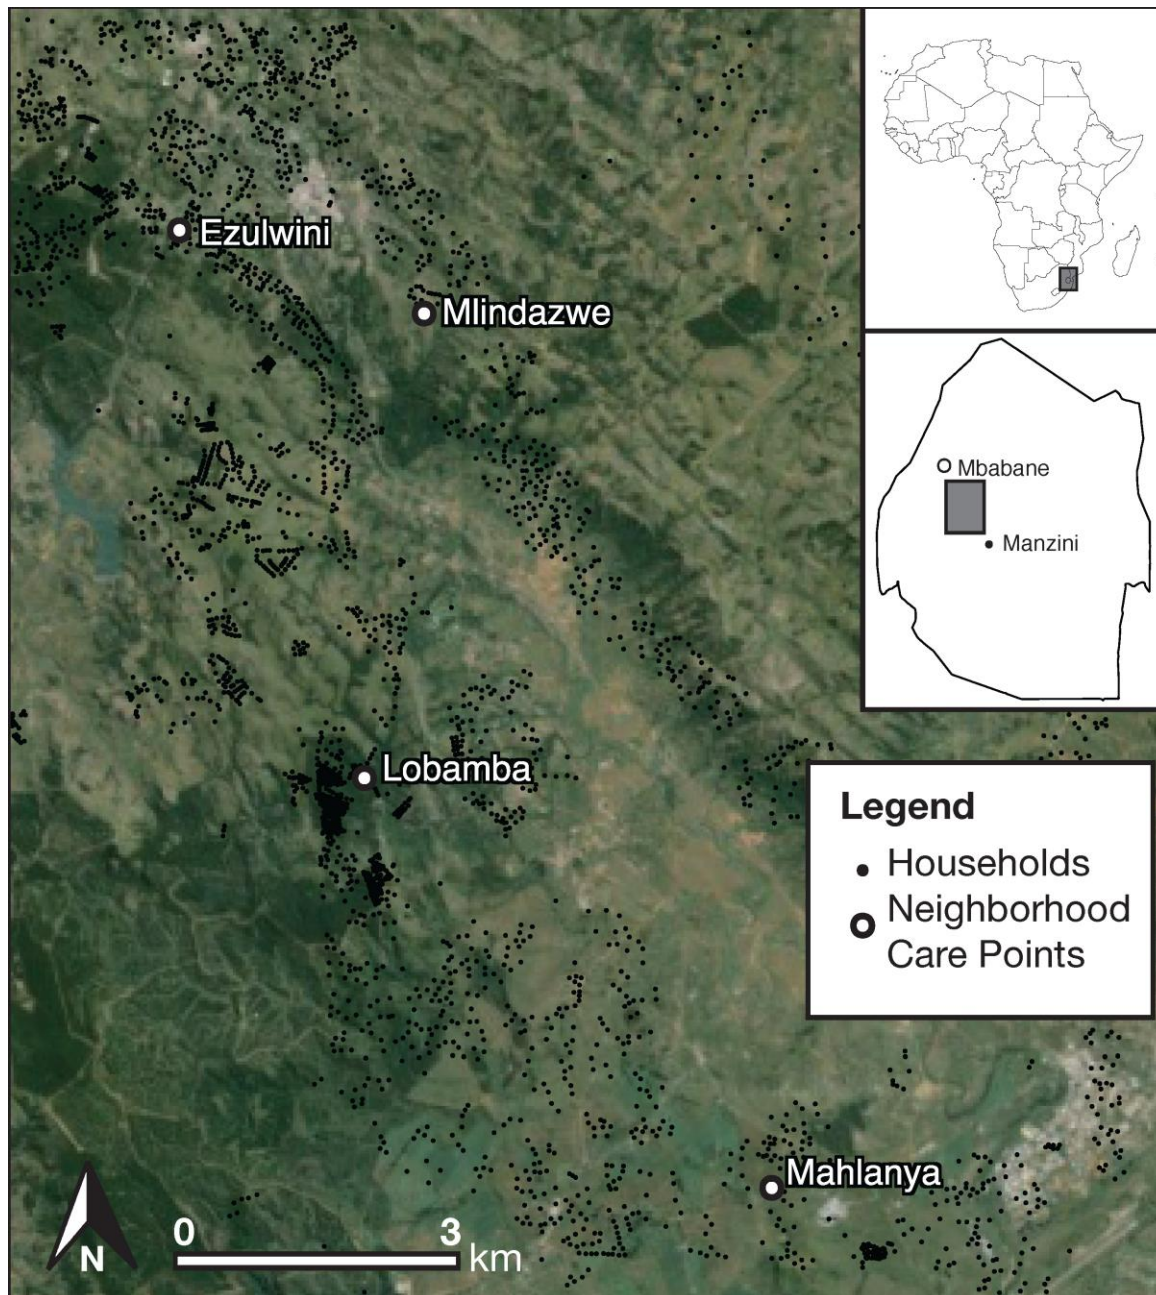 Ezulwini
Mlindazwe
Mbabane
Manzini
Lobamba
Legend
Households
Neighborhood
Care Points
Mahlanya
N
0 3
km